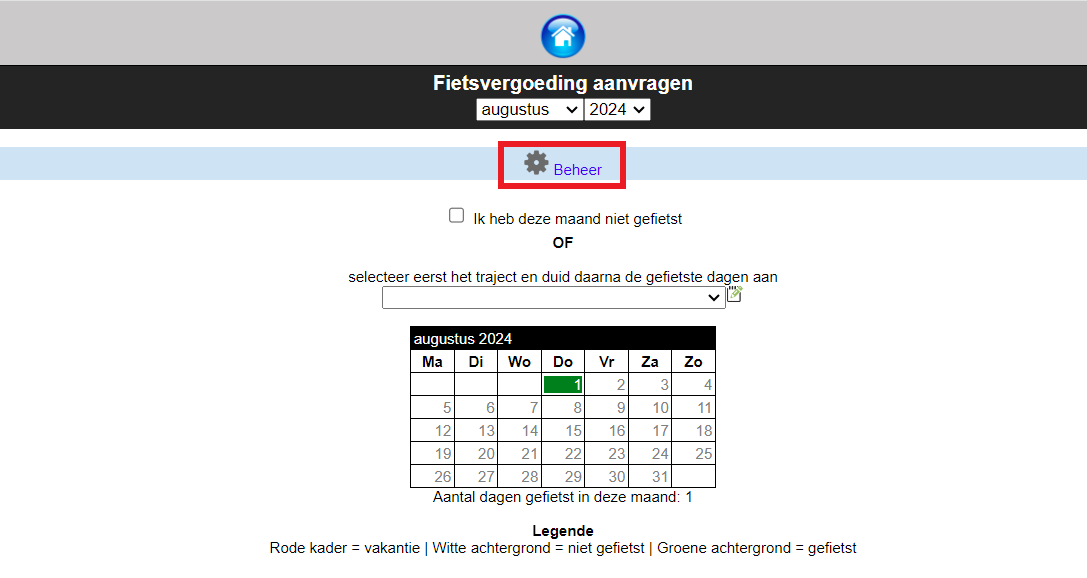 Fietsvergoeding aanvragen
augustus 2024
Beheer
Ik heb deze maand niet gefietst
OF
selecteer eerst het traject en duid daarna de gefietste dagen aan
augustus 2024
Ma Di Wo Do Vr Za Zo
1 2 3 4
5 6 7 8 9 10 11
12 13 14 15 16 17 18
19 20 21 22 23 24 25
26 27 28 29 30 31
Aantal dagen gefietst in deze maand: 1
Legende
Rode kader = vakantie | Witte achtergrond = niet gefietst | Groene achtergrond = gefietst